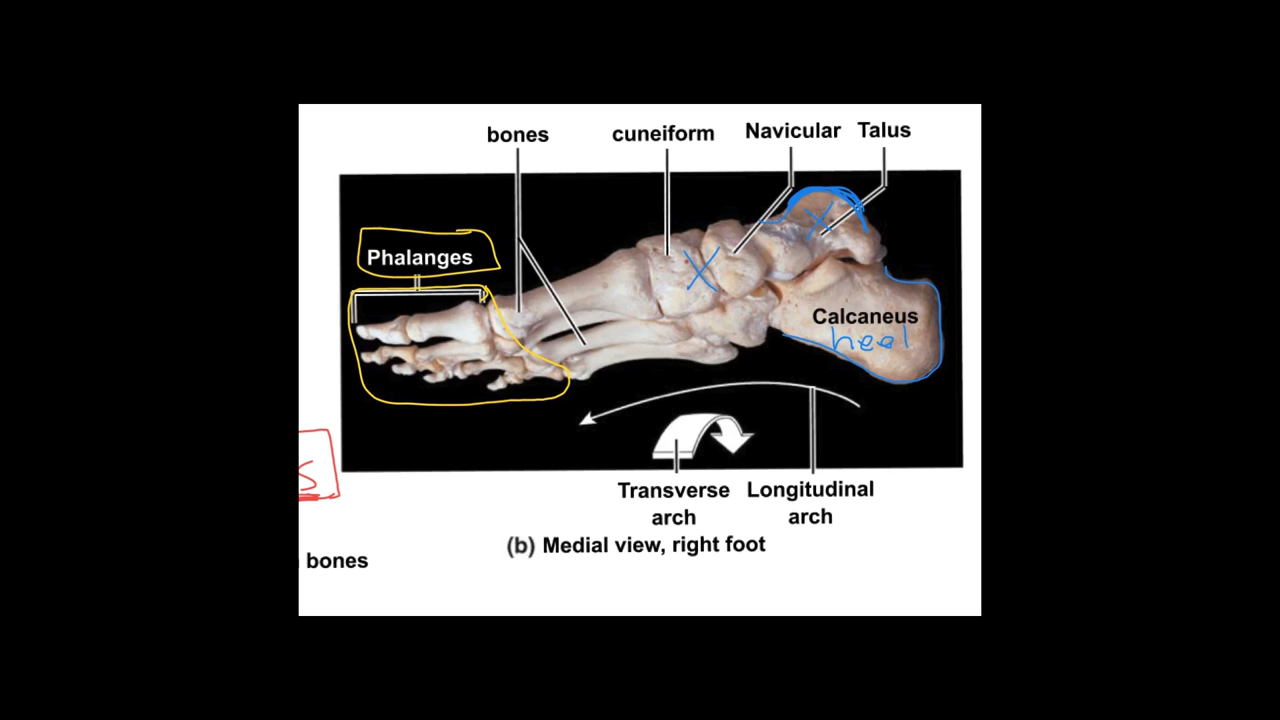 bones
cuneiform
Navicular
Talus
Phalanges
Calcaneus
heel
Transverse
arch
Longitudinal
arch
(b) Medial view, right foot
S
bones